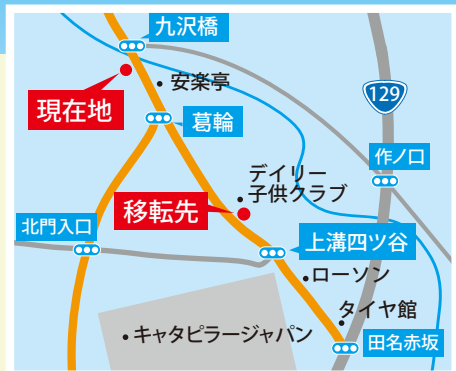 九沢橋
現在地
安楽亭
129
葛輪
作ノ口
デイリー
子供クラブ
移転先
北門入口
上溝四ツ谷
ローソン
タイヤ館
キャタピラージャパン
田名赤坂